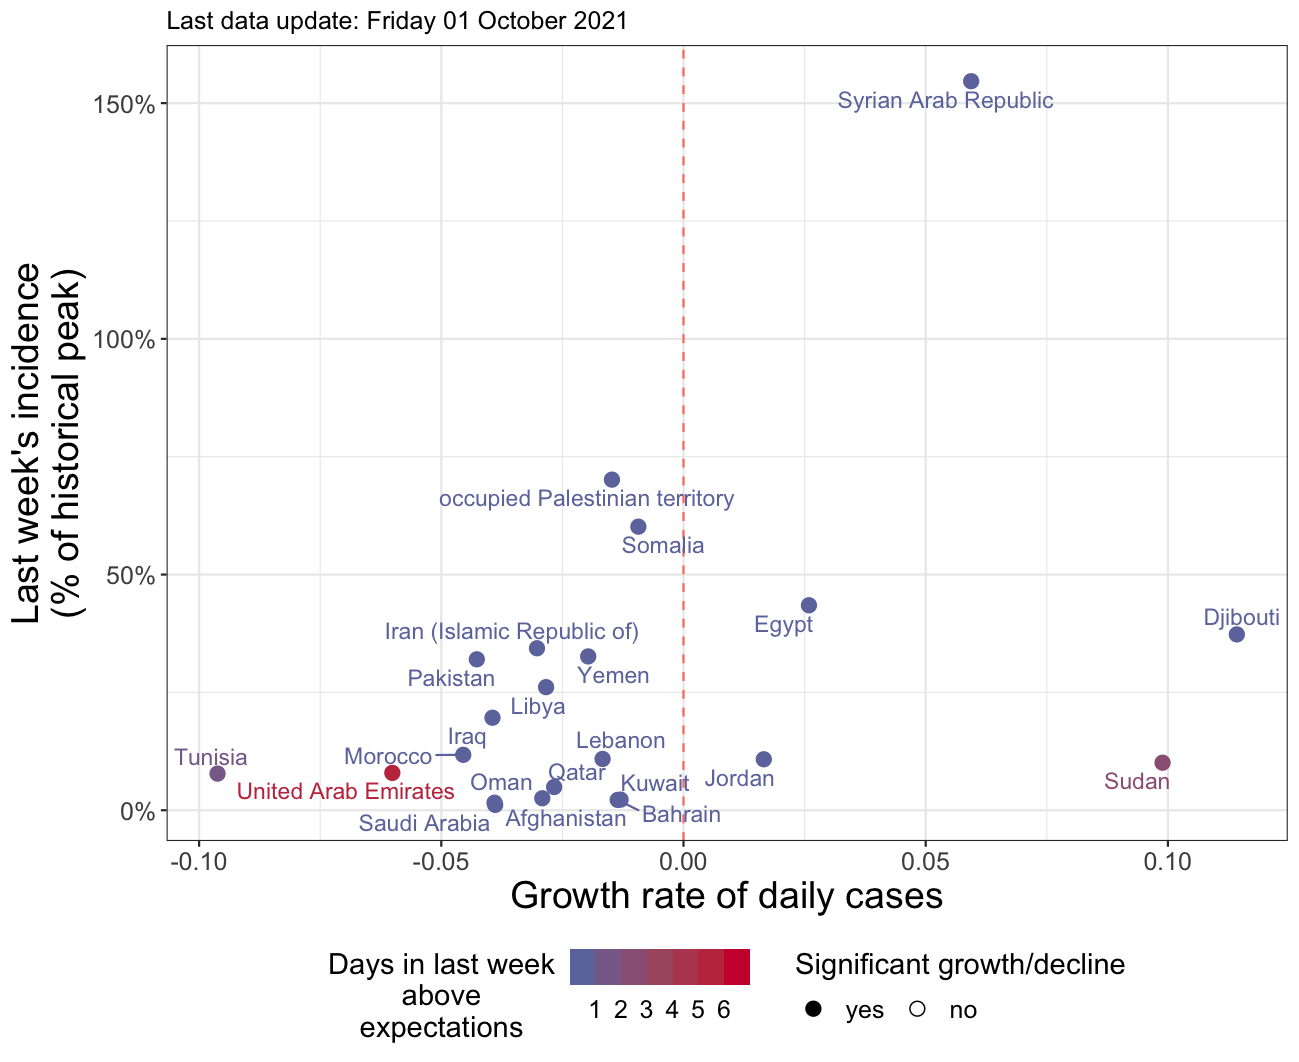 Last data update: Friday 01 October 2021
Last week's incidence
(% of historical peak)
150%
100%
50%
0%
Syrian Arab Republic
occupied Palestinian territory
Somalia
Egypt
Djibouti
Iran (Islamic Republic of)
Pakistan
Yemen
Libya
Iraq
Lebanon
Morocco
Tunisia
United Arab Emirates
Oman
Qatar
Kuwait
Jordan
Sudan
Saudi Arabia
Afghanistan
Bahrain
-0.10 -0.05 0.00 0.05 0.10
Growth rate of daily cases
Days in last week
above
expectations
1 2 3 4 5 6
Significant growth/decline
yes no